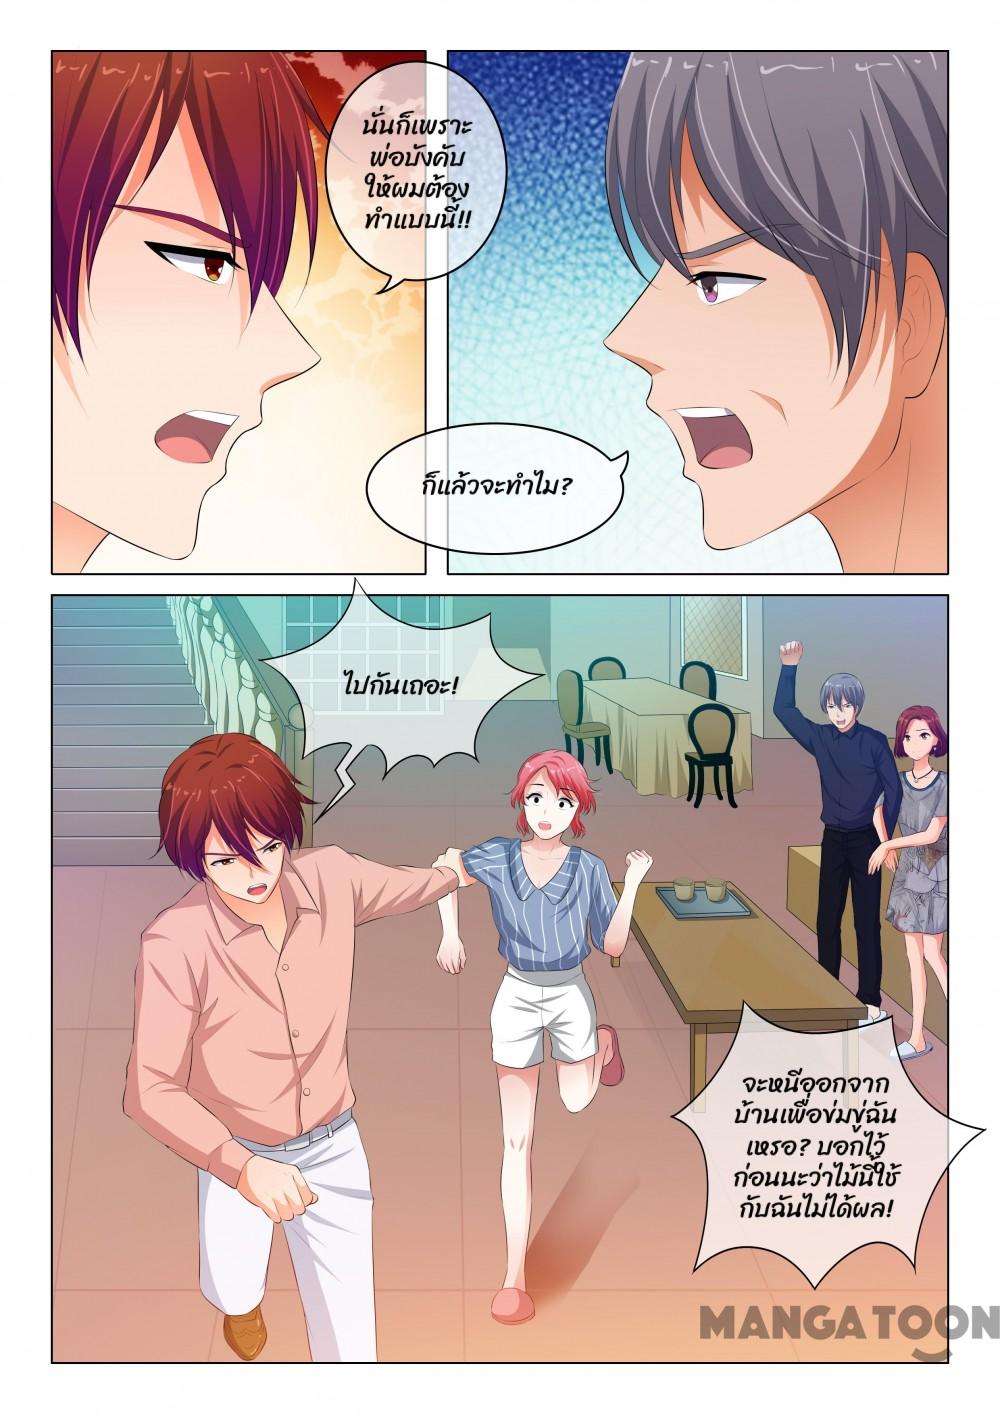 นั่นก็เพราะ
พ่อบังคับ
ให้ผมต้อง
ทำแบบนี้!!
ก็แล้วจะทำไม?
ไปกันเถอะ!
จะหนีออกจาก
บ้านเพื่อข่มขู่ฉัน
เหรอ? บอกไว้
ก่อนนะว่าไม้นี้ใช้
กับฉันไม่ได้ผล!
MANGATOON